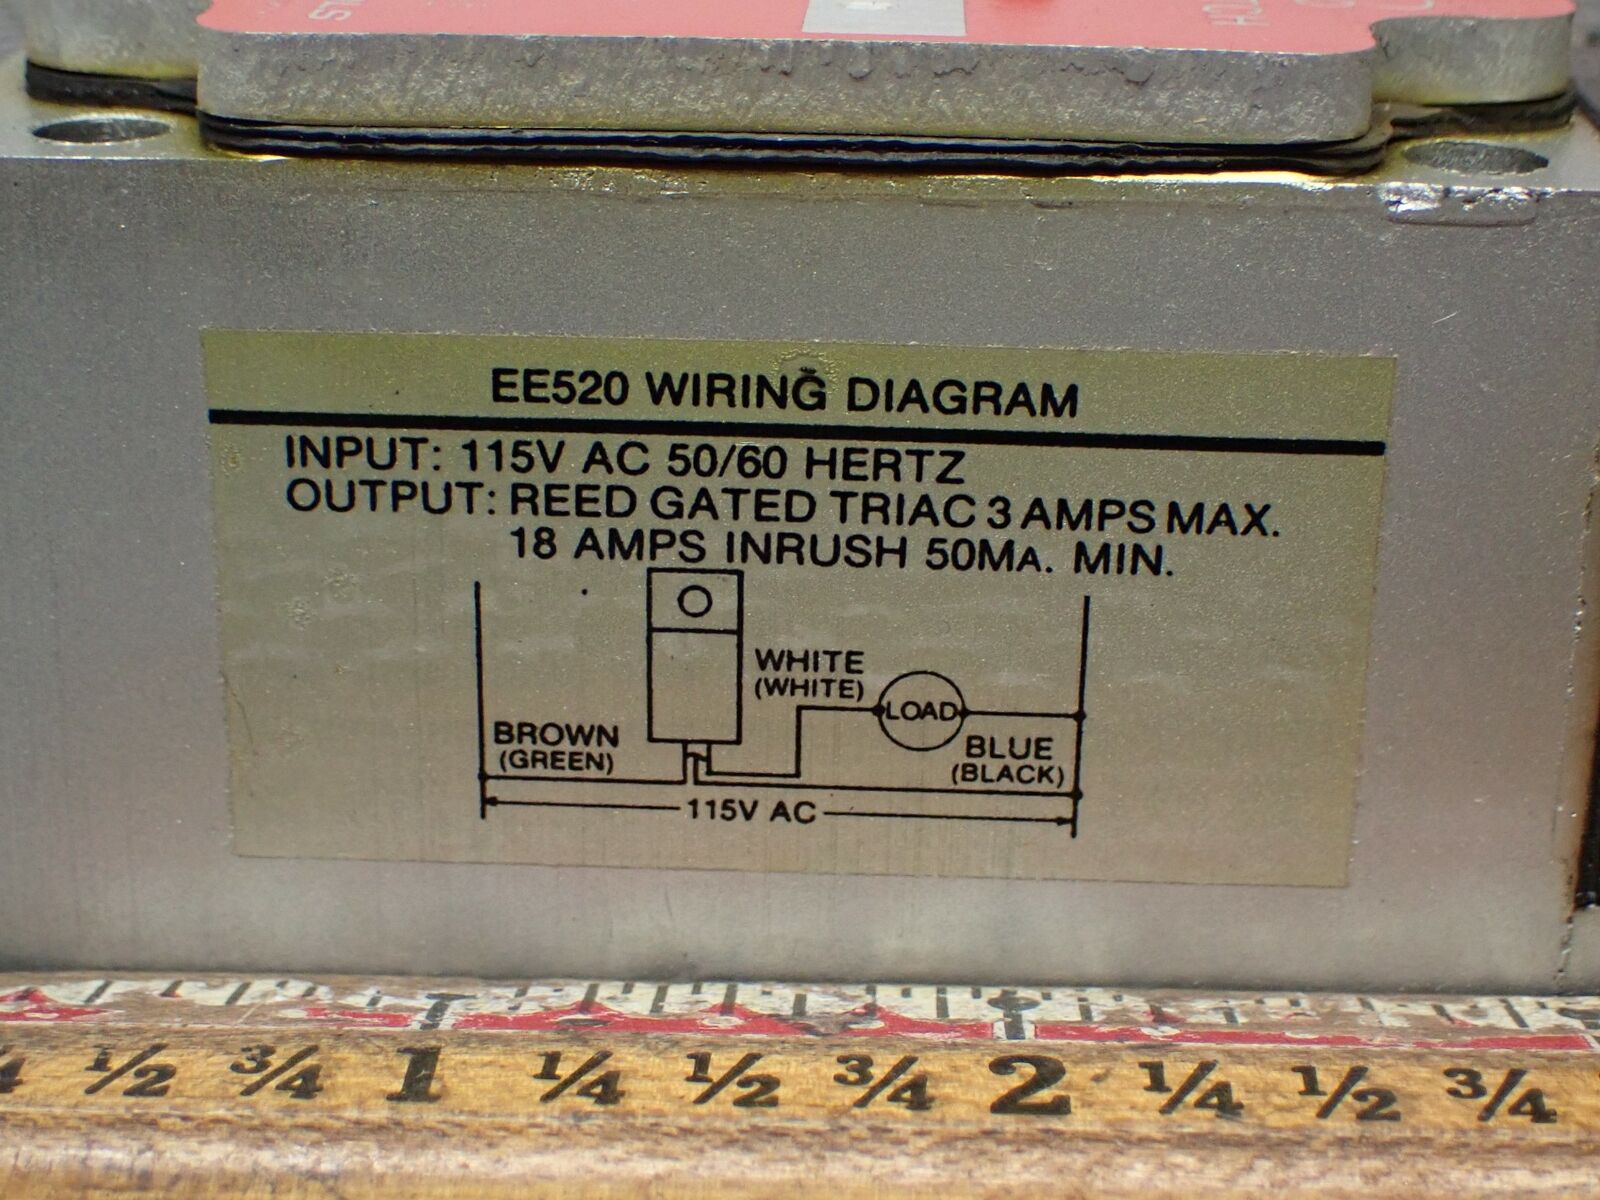 EE520 WIRING DIAGRAM
INPUT: 115V AC 50/60 HERTZ
OUTPUT: REED GATED TRIAC 3 AMPS MAX.
18 AMPS INRUSH 50MA. MIN.
WHITE
(WHITE)
LOAD
BROWN
(GREEN)
BLUE
(BLACK)
115V AC
1/2 3/4 1 1/4 1/2 3/4 2 1/4 1/2 3/4